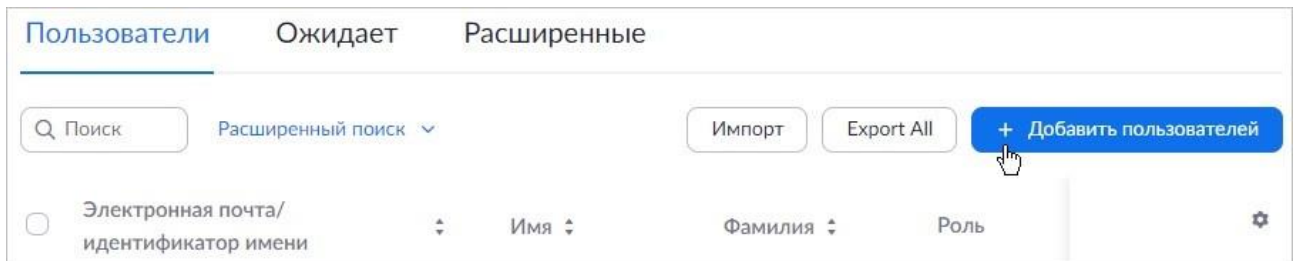 Пользователи Ожидает Расширенные
Поиск Расширенный поиск Импорт Export All + Добавить пользователей
Электронная почта/
идентификатор имени Имя Фамилия Роль